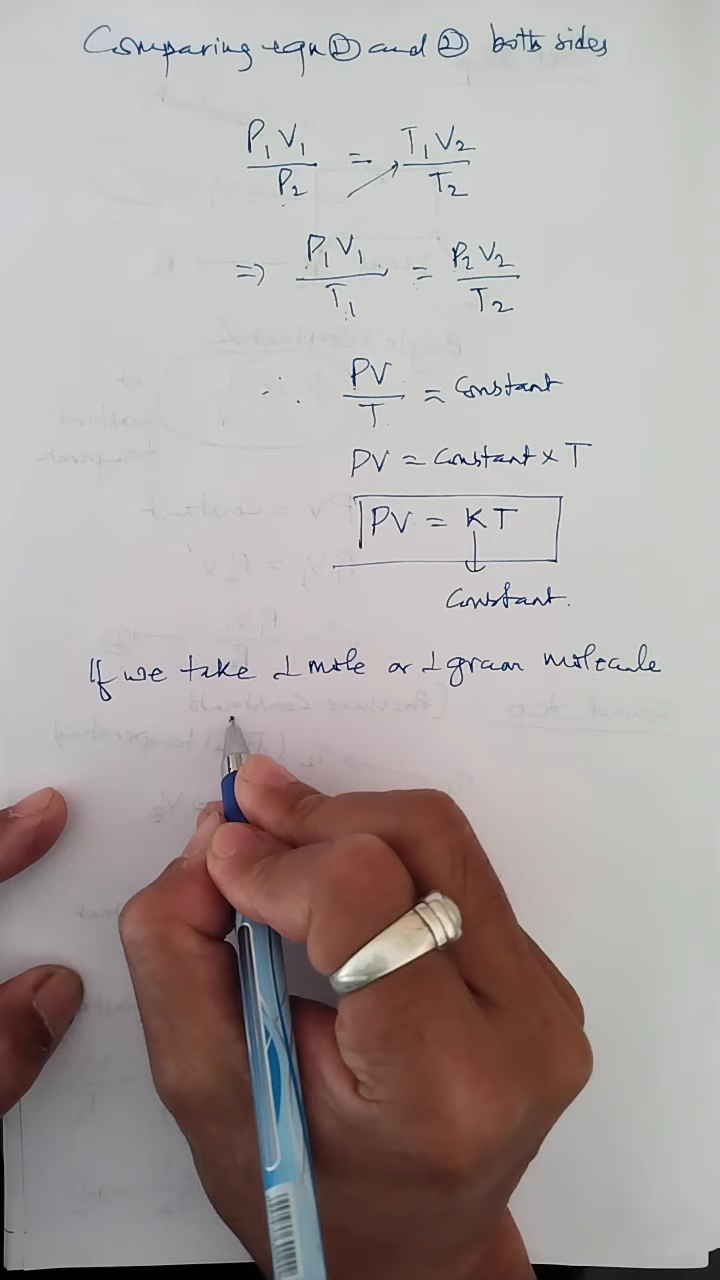 Comparing eqn ① and ② both sides
P₁V₁/P₂ = T₁V₂/T₂
⇒ P₁V₁/T₁ = P₂V₂/T₂
∴ PV/T = Constant
PV = Constant × T
PV = KT
Constant.
If we take 1 mole or 1 gram molecule